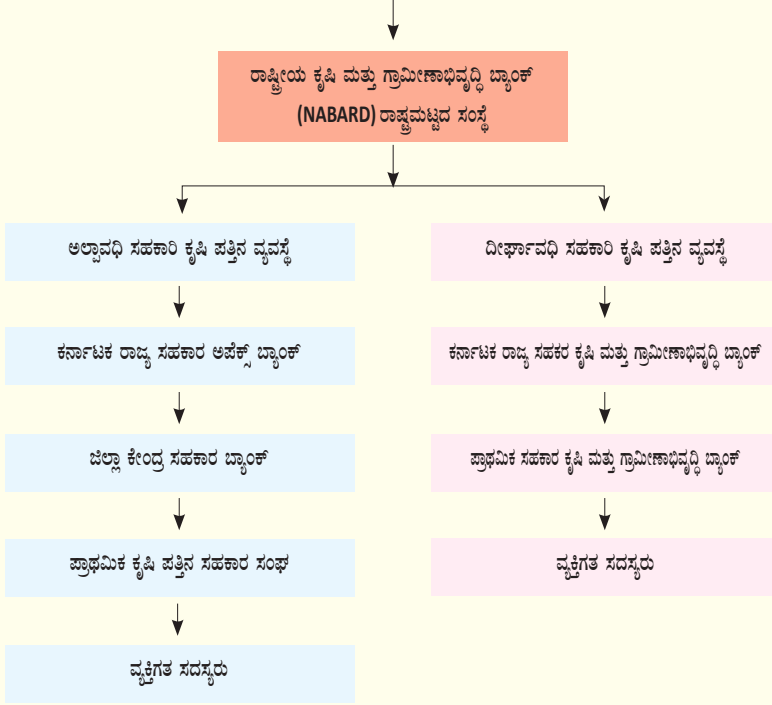 ರಾಷ್ಟ್ರೀಯ ಕೃಷಿ ಮತ್ತು ಗ್ರಾಮೀಣಾಭಿವೃದ್ಧಿ ಬ್ಯಾಂಕ್
(NABARD) ರಾಷ್ಟ್ರಮಟ್ಟದ ಸಂಸ್ಥೆ
ಅಲ್ಪಾವಧಿ ಸಹಕಾರಿ ಕೃಷಿ ಪತ್ತಿನ ವ್ಯವಸ್ಥೆ
ಕರ್ನಾಟಕ ರಾಜ್ಯ ಸಹಕಾರ ಅಪೆಕ್ಸ್ ಬ್ಯಾಂಕ್
ಜಿಲ್ಲಾ ಕೇಂದ್ರ ಸಹಕಾರ ಬ್ಯಾಂಕ್
ಪ್ರಾಥಮಿಕ ಕೃಷಿ ಪತ್ತಿನ ಸಹಕಾರ ಸಂಘ
ವ್ಯಕ್ತಿಗತ ಸದಸ್ಯರು
ದೀರ್ಘಾವಧಿ ಸಹಕಾರಿ ಕೃಷಿ ಪತ್ತಿನ ವ್ಯವಸ್ಥೆ
ಕರ್ನಾಟಕ ರಾಜ್ಯ ಸಹಕರ ಕೃಷಿ ಮತ್ತು ಗ್ರಾಮೀಣಾಭಿವೃದ್ಧಿ ಬ್ಯಾಂಕ್
ಪ್ರಾಥಮಿಕ ಸಹಕಾರ ಕೃಷಿ ಮತ್ತು ಗ್ರಾಮೀಣಾಭಿವೃದ್ಧಿ ಬ್ಯಾಂಕ್
ವ್ಯಕ್ತಿಗತ ಸದಸ್ಯರು